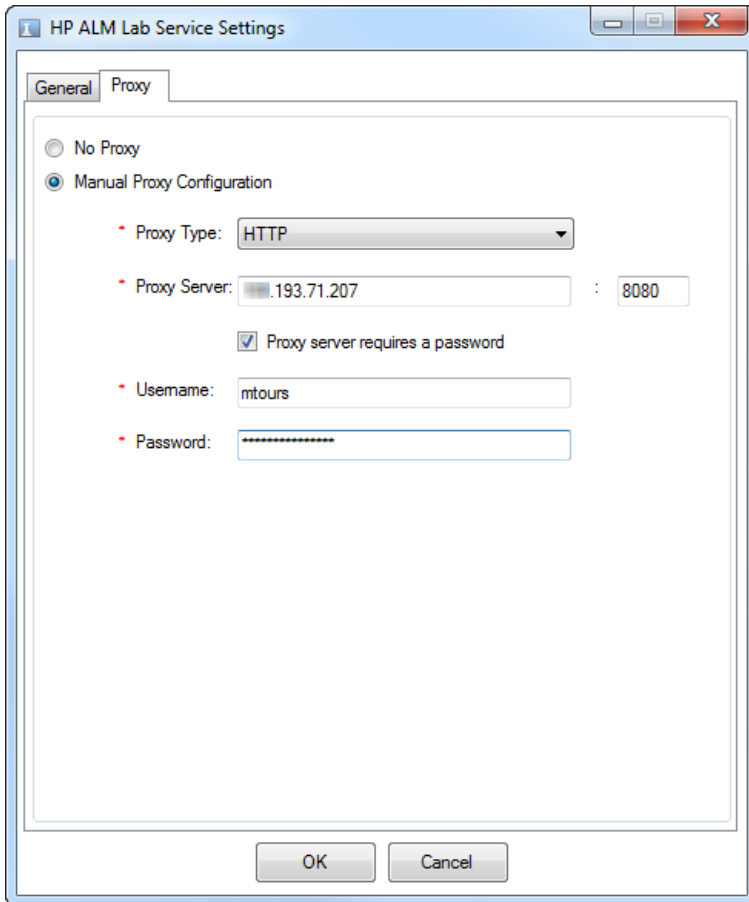 HP ALM Lab Service Settings
General Proxy
No Proxy
Manual Proxy Configuration
* Proxy Type: HTTP
* Proxy Server: .193.71.207 : 8080
Proxy server requires a password
* Username: mtours
* Password: ***************
OK Cancel